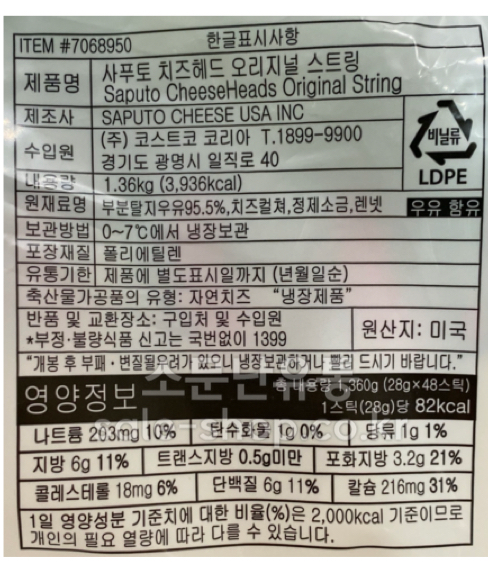 ITEM #7068950 한글표시사항
제품명 사푸토 치즈헤드 오리지널 스트링
Saputo CheeseHeads Original String
제조사 SAPUTO CHEESE USA INC
수입원 (주) 코스트코 코리아 T.1899-9900
경기도 광명시 일직로 40
비닐류
LDPE
내용량 1.36kg (3,936kcal)
원재료명 부분탈지우유95.5%,치즈컬쳐,정제소금,렌넷 우유 함유
보관방법 0~7℃에서 냉장보관
포장재질 폴리에틸렌
유통기한 제품에 별도표시일까지 (년월일순)
축산물가공품의 유형: 자연치즈 “냉장제품”
반품 및 교환장소: 구입처 및 수입원
*부정·불량식품 신고는 국번없이 1399
원산지: 미국
“개봉 후 부패·변질될우려가 있으니 냉장보관하거나 빨리 드시기 바랍니다.”
영양정보 총 내용량 1,360g (28g×48스틱)
1스틱(28g)당 82kcal
나트륨 203mg 10% 탄수화물 1g 0% 당류 1g 1%
지방 6g 11% 트랜스지방 0.5g미만 포화지방 3.2g 21%
콜레스테롤 18mg 6% 단백질 6g 11% 칼슘 216mg 31%
1일 영양성분 기준치에 대한 비율(%)은 2,000kcal 기준이므로
개인의 필요 열량에 따라 다를 수 있습니다.